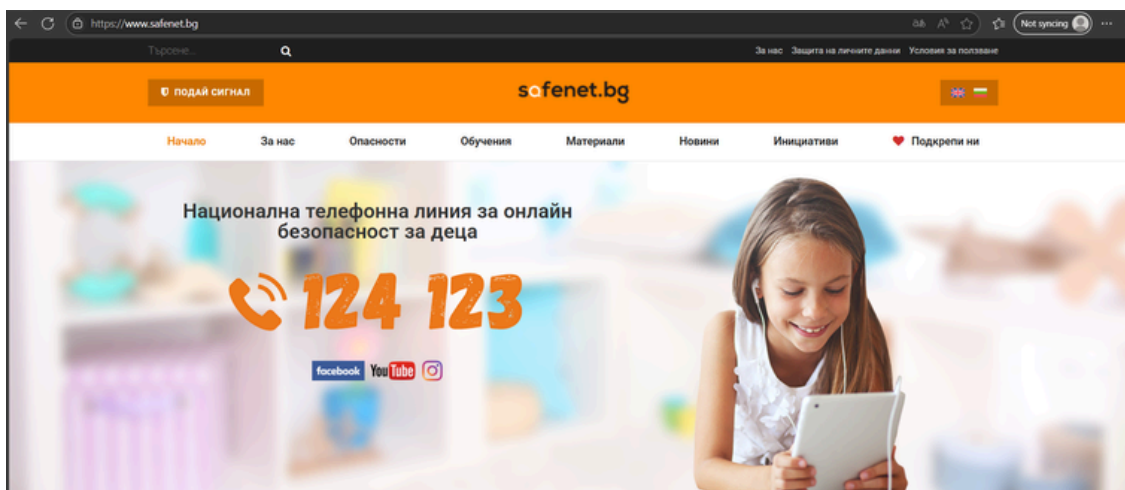 https://www.safenet.bg
Not syncing
Търсене...
За нас Защита на личните данни Условия за ползване
ПОДАЙ СИГНАЛ
safenet.bg
Начало За нас Опасности Обучения Материали Новини Инициативи Подкрепи ни
Национална телефонна линия за онлайн
безопасност за деца
124 123
facebook YouTube